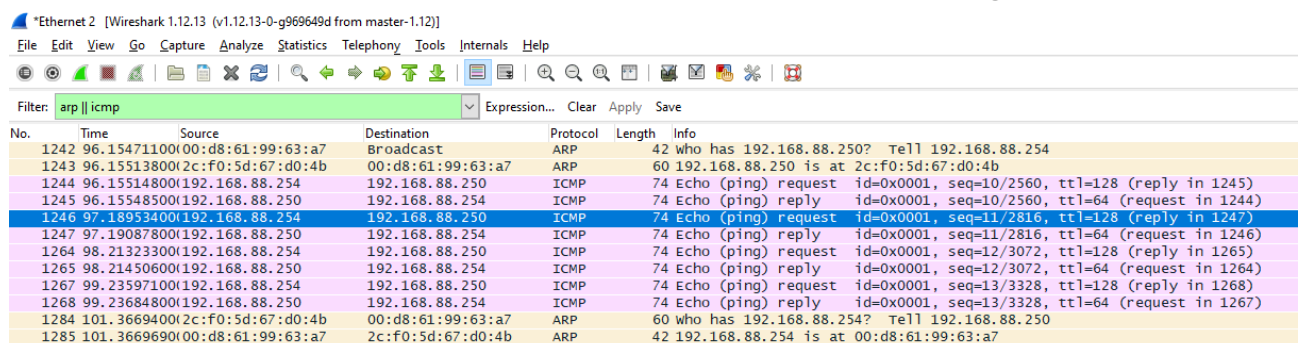 *Ethernet 2 [Wireshark 1.12.13 (v1.12.13-0-g969649d from master-1.12)]
File Edit View Go Capture Analyze Statistics Telephony Tools Internals Help
Filter: arp || icmp Expression... Clear Apply Save
No. Time Source Destination Protocol Length Info
1242 96.15471100( 00:d8:61:99:63:a7 Broadcast ARP 42 Who has 192.168.88.250? Tell 192.168.88.254
1243 96.15513800( 2c:f0:5d:67:d0:4b 00:d8:61:99:63:a7 ARP 60 192.168.88.250 is at 2c:f0:5d:67:d0:4b
1244 96.15514800( 192.168.88.254 192.168.88.250 ICMP 74 Echo (ping) request id=0x0001, seq=10/2560, ttl=128 (reply in 1245)
1245 96.15548500( 192.168.88.250 192.168.88.254 ICMP 74 Echo (ping) reply id=0x0001, seq=10/2560, ttl=64 (request in 1244)
1246 97.18953400( 192.168.88.254 192.168.88.250 ICMP 74 Echo (ping) request id=0x0001, seq=11/2816, ttl=128 (reply in 1247)
1247 97.19087800( 192.168.88.250 192.168.88.254 ICMP 74 Echo (ping) reply id=0x0001, seq=11/2816, ttl=64 (request in 1246)
1264 98.21323300( 192.168.88.254 192.168.88.250 ICMP 74 Echo (ping) request id=0x0001, seq=12/3072, ttl=128 (reply in 1265)
1265 98.21450600( 192.168.88.250 192.168.88.254 ICMP 74 Echo (ping) reply id=0x0001, seq=12/3072, ttl=64 (request in 1264)
1267 99.23597100( 192.168.88.254 192.168.88.250 ICMP 74 Echo (ping) request id=0x0001, seq=13/3328, ttl=128 (reply in 1268)
1268 99.23684800( 192.168.88.250 192.168.88.254 ICMP 74 Echo (ping) reply id=0x0001, seq=13/3328, ttl=64 (request in 1267)
1284 101.3669400( 2c:f0:5d:67:d0:4b 00:d8:61:99:63:a7 ARP 60 Who has 192.168.88.254? Tell 192.168.88.250
1285 101.3669690( 00:d8:61:99:63:a7 2c:f0:5d:67:d0:4b ARP 42 192.168.88.254 is at 00:d8:61:99:63:a7